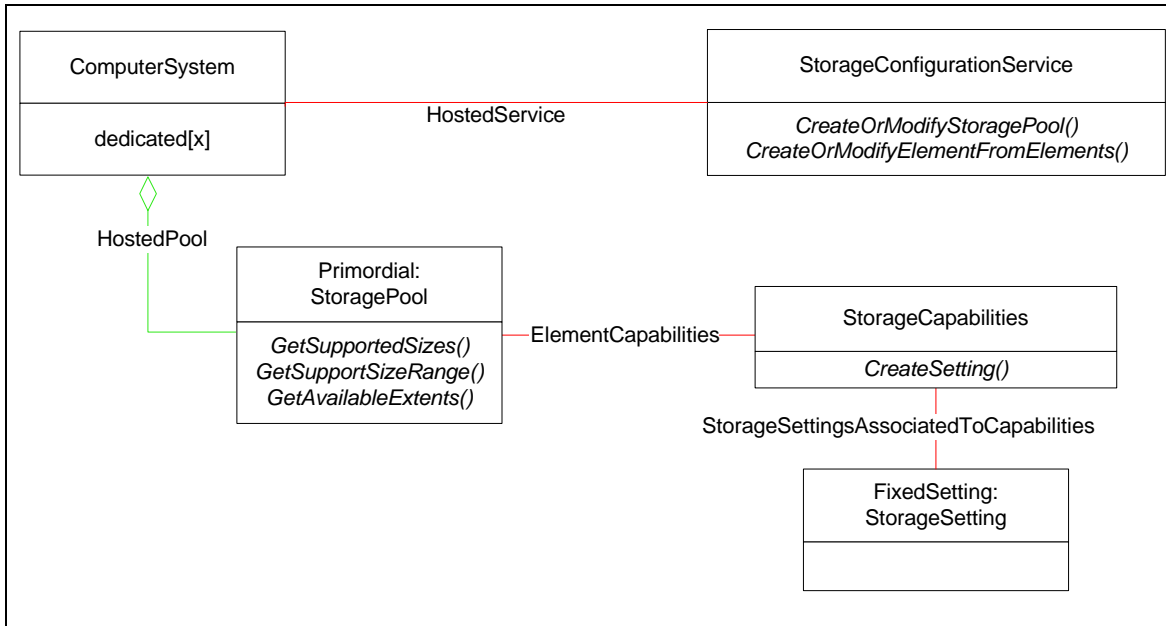 ComputerSystem
dedicated[x]
HostedService
StorageConfigurationService
CreateOrModifyStoragePool()
CreateOrModifyElementFromElements()
HostedPool
Primordial:
StoragePool
GetSupportedSizes()
GetSupportSizeRange()
GetAvailableExtents()
ElementCapabilities
StorageCapabilities
CreateSetting()
StorageSettingsAssociatedToCapabilities
FixedSetting:
StorageSetting